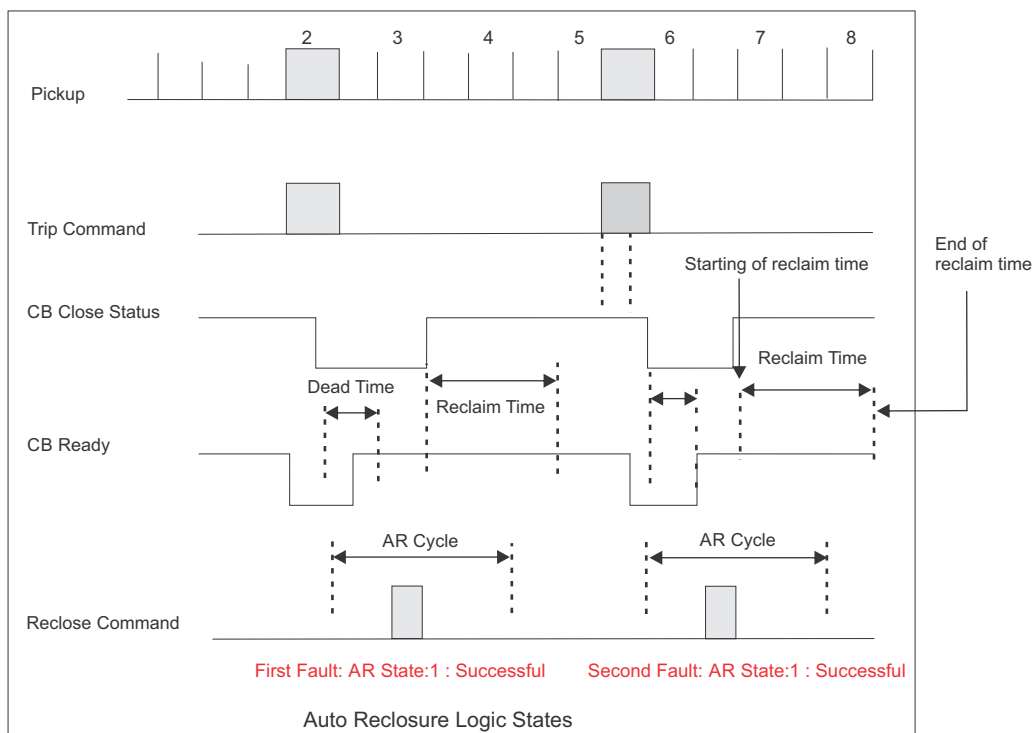 2 3 4 5 6 7 8
Pickup
Trip Command
End of
reclaim time
Starting of reclaim time
CB Close Status
Reclaim Time
Dead Time
Reclaim Time
CB Ready
AR Cycle
AR Cycle
Reclose Command
First Fault: AR State:1 : Successful
Second Fault: AR State:1 : Successful
Auto Reclosure Logic States